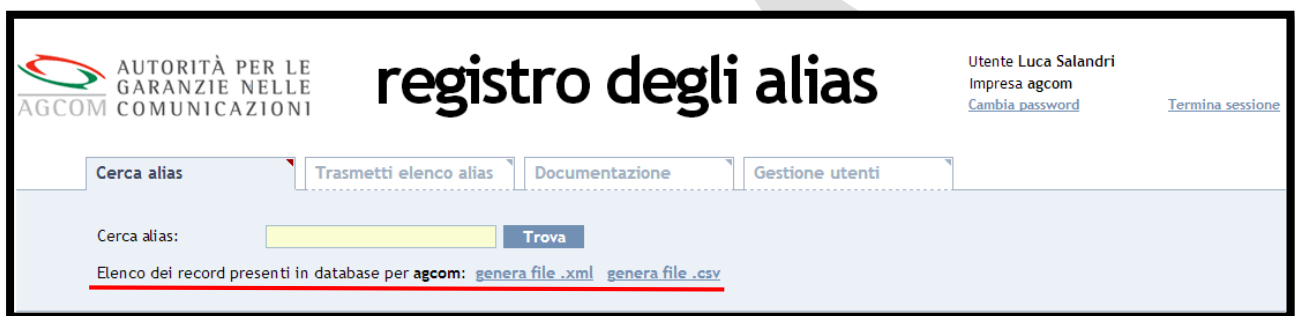 AUTORITÀ PER LE
GARANZIE NELLE
AGCOM COMUNICAZIONI
registro degli alias
Utente Luca Salandri
Impresa agcom
Cambia password Termina sessione
Cerca alias Trasmetti elenco alias Documentazione Gestione utenti
Cerca alias: Trova
Elenco dei record presenti in database per agcom: genera file .xml genera file .csv